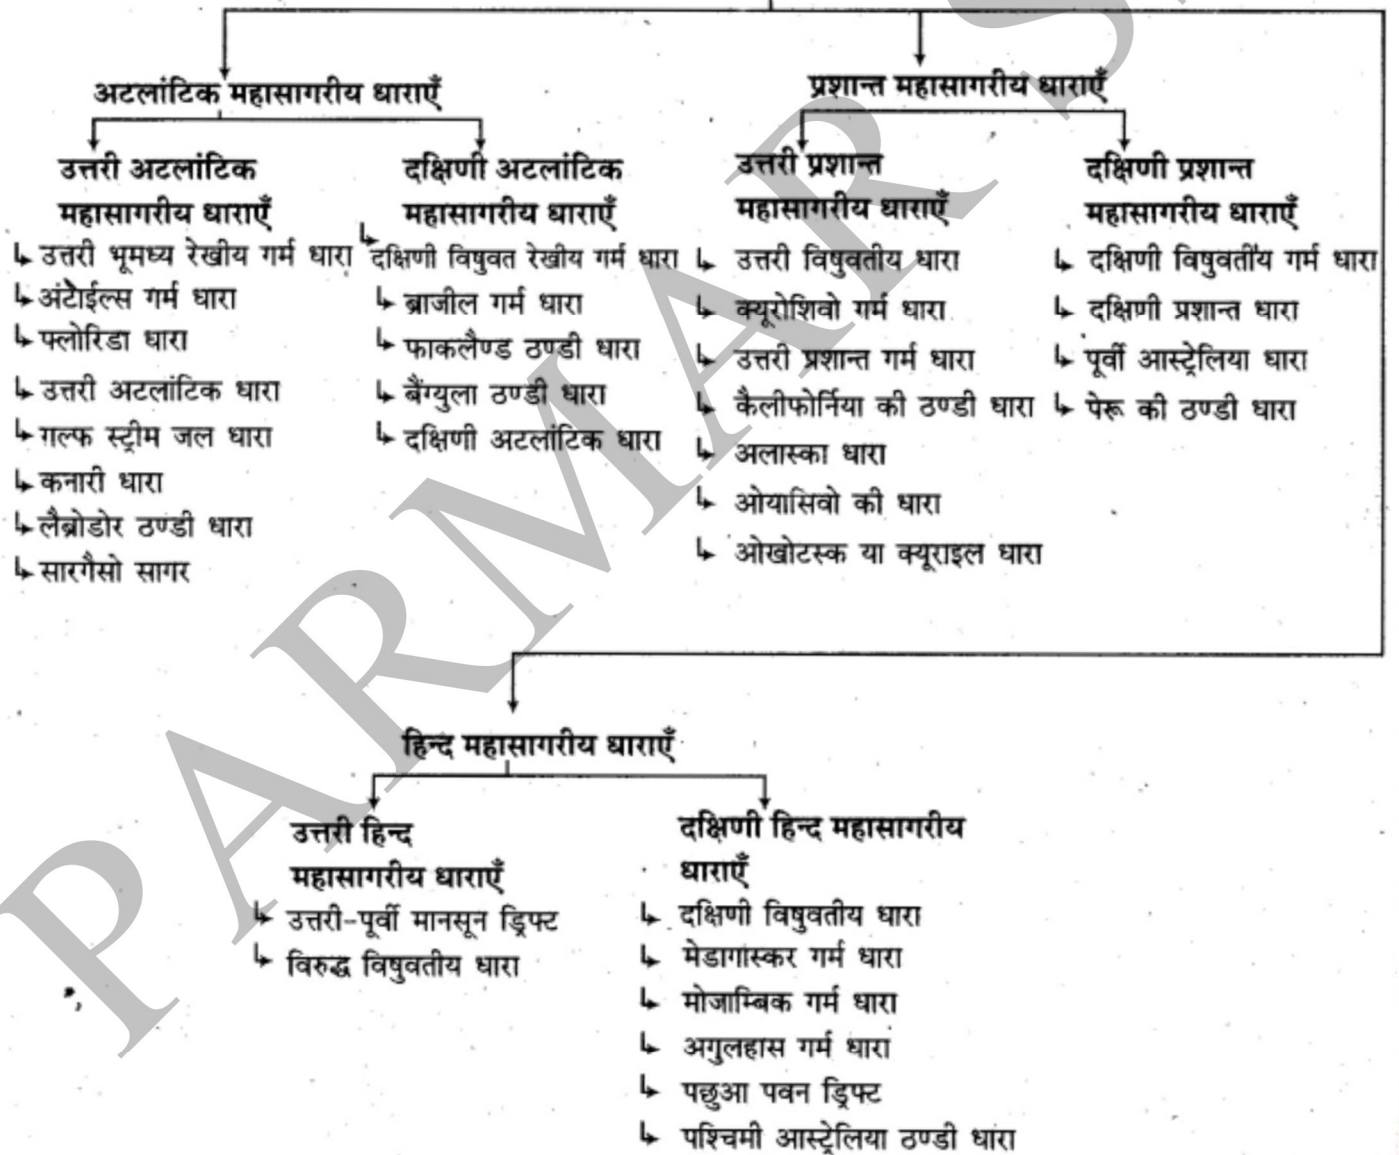 अटलांटिक महासागरीय धाराएँ
उत्तरी अटलांटिक
महासागरीय धाराएँ
उत्तरी भूमध्य रेखीय गर्म धारा
अंटोईल्स गर्म धारा
फ्लोरिडा धारा
उत्तरी अटलांटिक धारा
गल्फ स्ट्रीम जल धारा
कनारी धारा
लैब्रोडोर ठण्डी धारा
सारगैसो सागर
दक्षिणी अटलांटिक
महासागरीय धाराएँ
दक्षिणी विषुवत रेखीय गर्म धारा
ब्राजील गर्म धारा
फाकलैण्ड ठण्डी धारा
बैंग्युला ठण्डी धारा
दक्षिणी अटलांटिक धारा
प्रशान्त महासागरीय धाराएँ
उत्तरी प्रशान्त
महासागरीय धाराएँ
उत्तरी विषुवतीय धारा
क्यूरोशिवो गर्म धारा
उत्तरी प्रशान्त गर्म धारा
कैलीफोर्निया की ठण्डी धारा
अलास्का धारा
ओयासिवो की धारा
ओखोटस्क या क्यूराइल धारा
दक्षिणी प्रशान्त
महासागरीय धाराएँ
दक्षिणी विषुवतीय गर्म धारा
दक्षिणी प्रशान्त धारा
पूर्वी आस्ट्रेलिया धारा
पेरू की ठण्डी धारा
हिन्द महासागरीय धाराएँ
उत्तरी हिन्द
महासागरीय धाराएँ
उत्तरी-पूर्वी मानसून ड्रिफ्ट
विरुद्ध विषुवतीय धारा
दक्षिणी हिन्द महासागरीय
धाराएँ
दक्षिणी विषुवतीय धारा
मेडागास्कर गर्म धारा
मोजाम्बिक गर्म धारा
अगुलहास गर्म धारा
पछुआ पवन ड्रिफ्ट
पश्चिमी आस्ट्रेलिया ठण्डी धारा
PARMAR